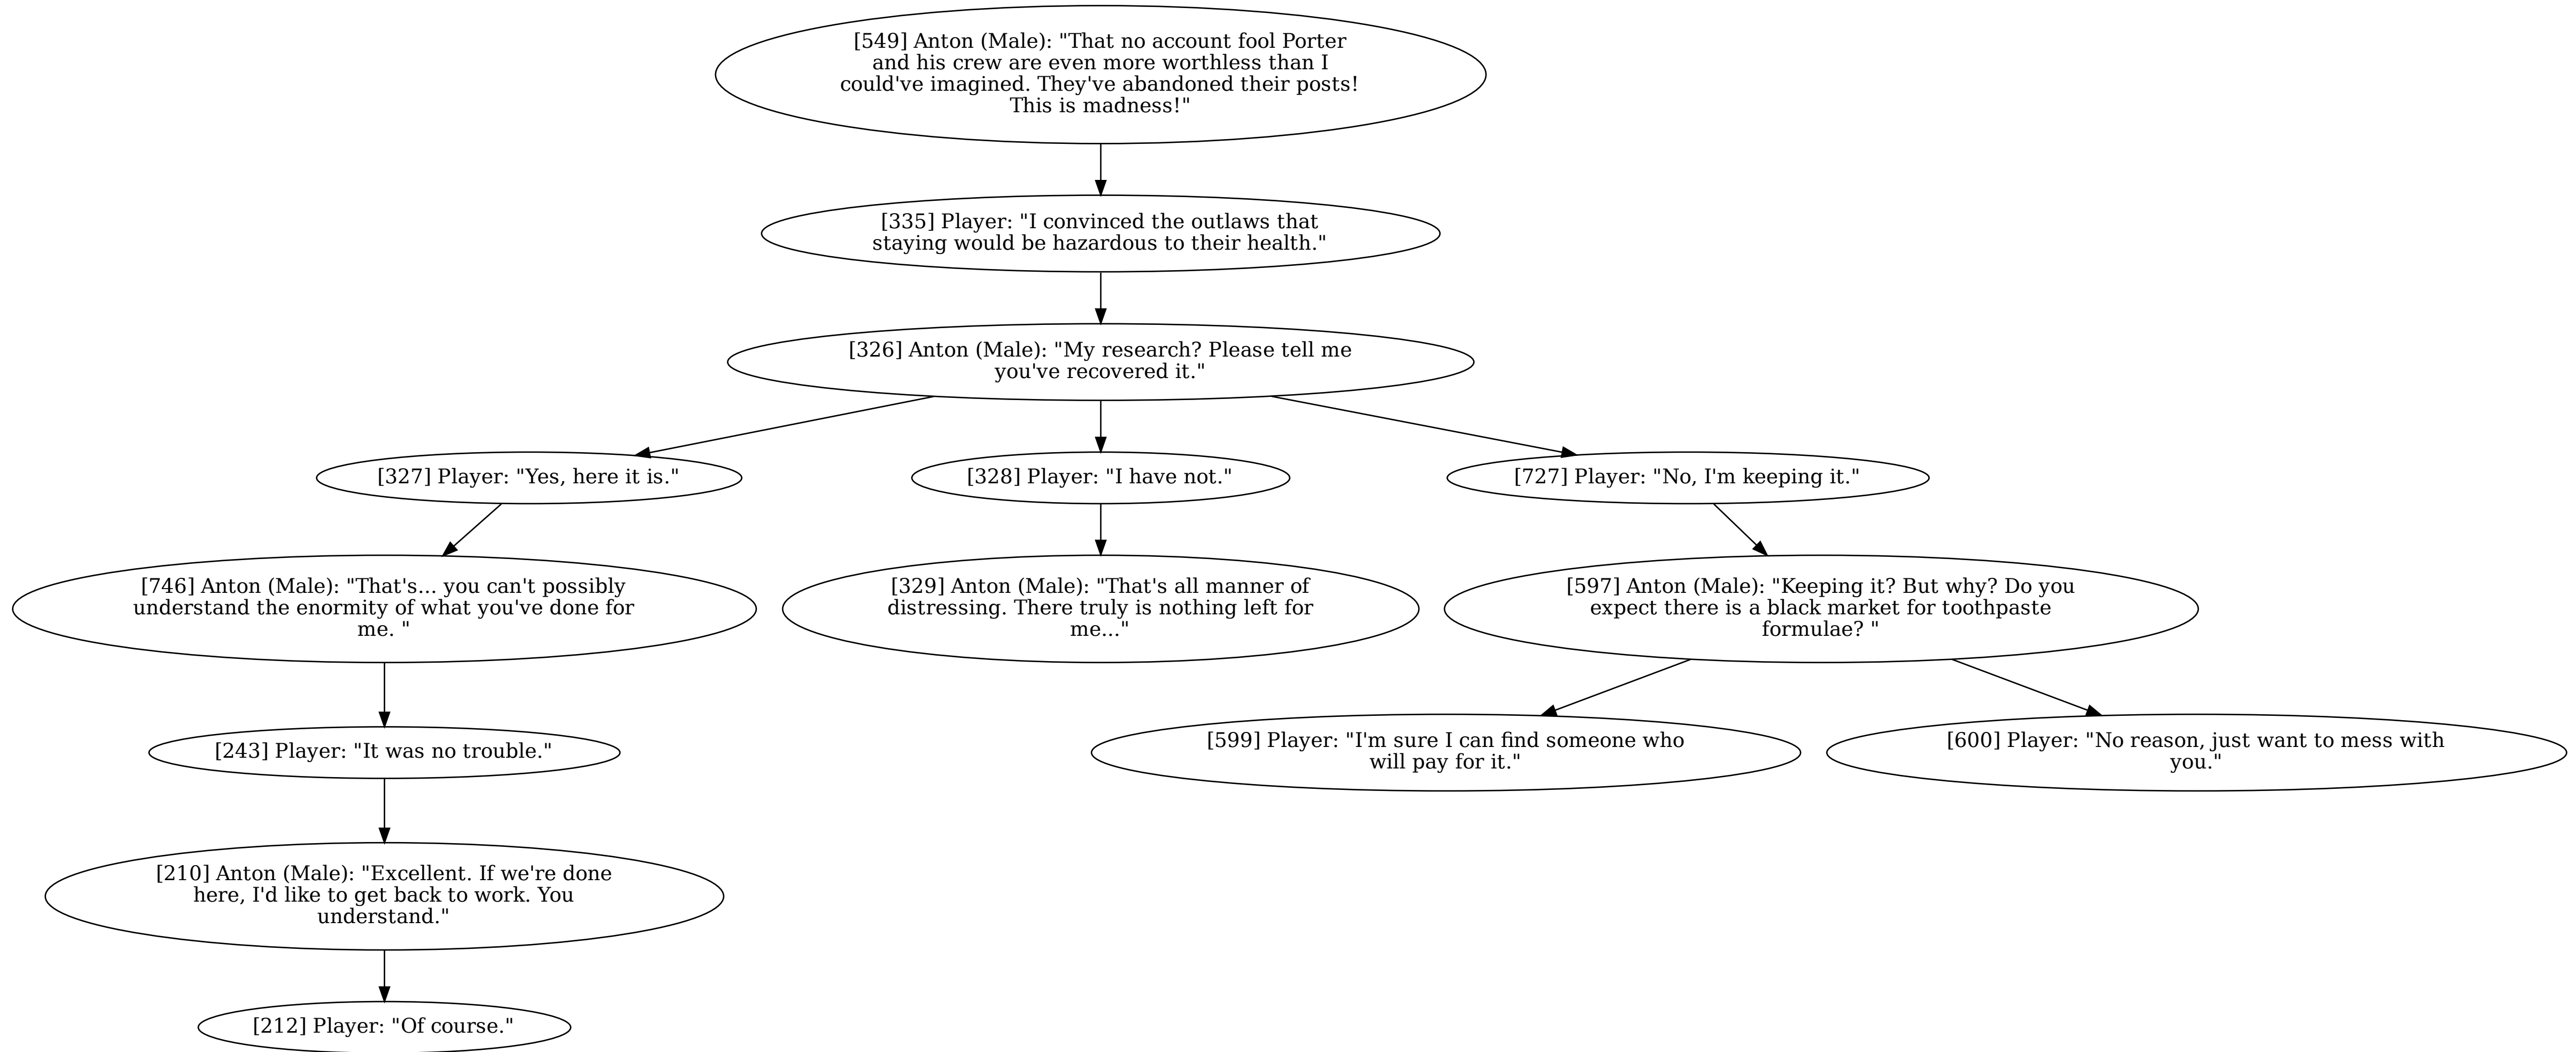 [549] Anton (Male): "That no account fool Porter
and his crew are even more worthless than I
could've imagined. They've abandoned their posts!
This is madness!"
[335] Player: "I convinced the outlaws that
staying would be hazardous to their health."
[326] Anton (Male): "My research? Please tell me
you've recovered it."
[327] Player: "Yes, here it is."
[328] Player: "I have not."
[727] Player: "No, I'm keeping it."
[746] Anton (Male): "That's... you can't possibly
understand the enormity of what you've done for
me. "
[329] Anton (Male): "That's all manner of
distressing. There truly is nothing left for
me..."
[597] Anton (Male): "Keeping it? But why? Do you
expect there is a black market for toothpaste
formulae? "
[243] Player: "It was no trouble."
[599] Player: "I'm sure I can find someone who
will pay for it."
[600] Player: "No reason, just want to mess with
you."
[210] Anton (Male): "Excellent. If we're done
here, I'd like to get back to work. You
understand."
[212] Player: "Of course."